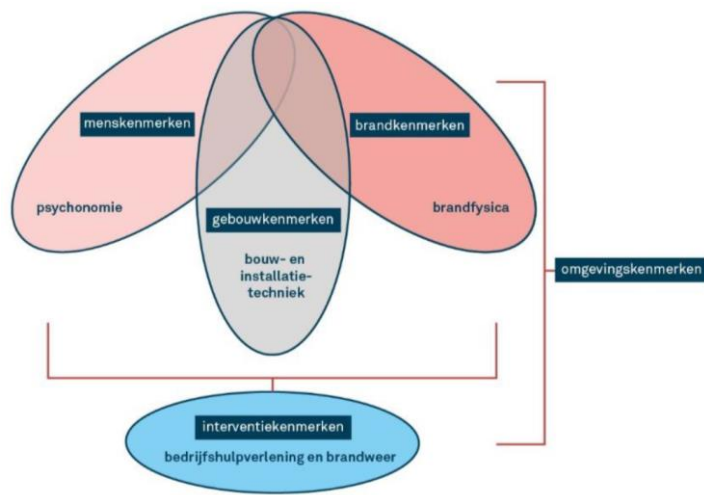 menskenmerken
brandkenmerken
psychonomie
brandfysica
gebouwkenmerken
bouw- en
installatie-
techniek
omgevingskenmerken
interventiekenmerken
bedrijfshulpverlening en brandweer